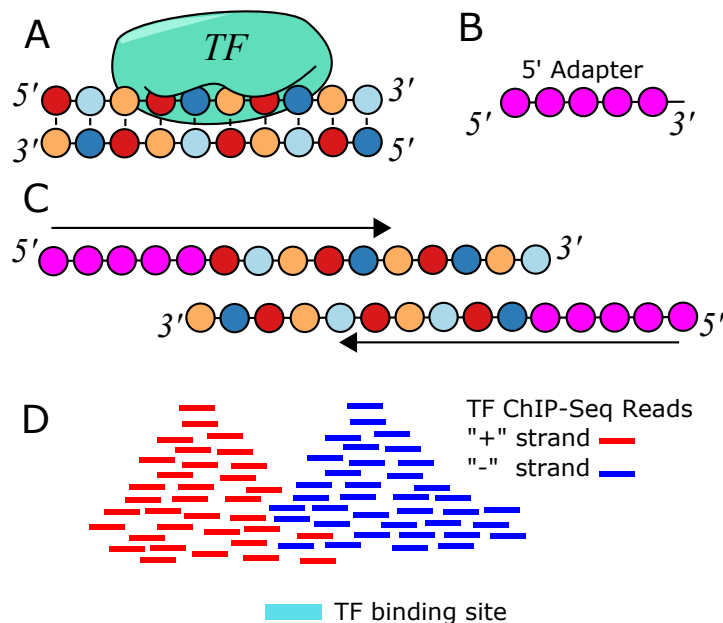 A
TF
5' 3'
3' 5'
B
5' Adapter
5' 3'
C
5' 3'
3' 5'
D
TF ChIP-Seq Reads
"+" strand
"-" strand
TF binding site